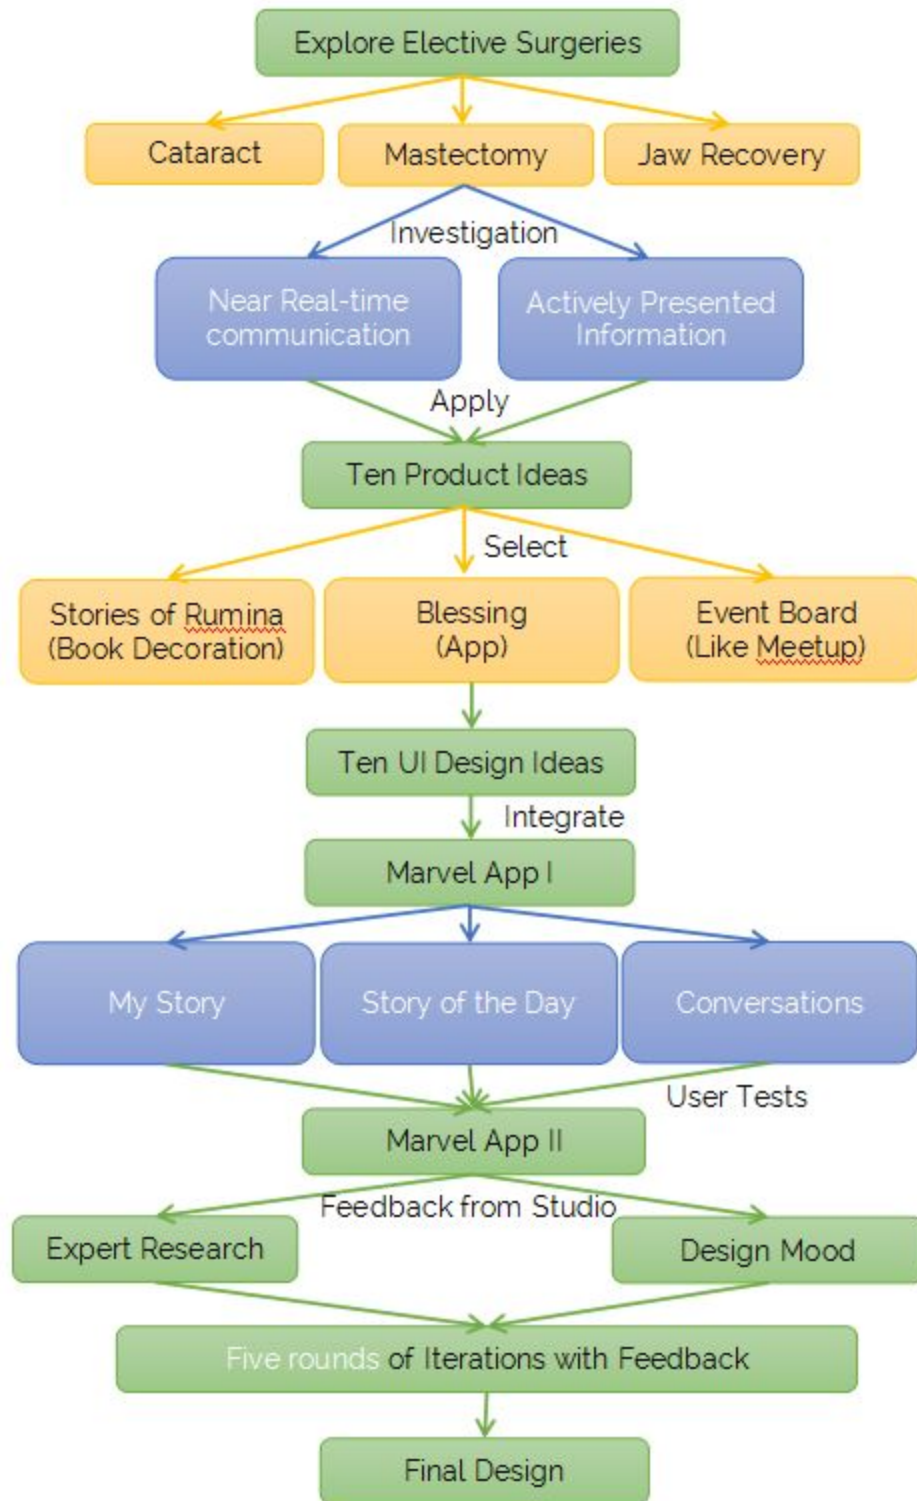 Explore Elective Surgeries
Cataract
Mastectomy
Jaw Recovery
Investigation
Near Real-time
communication
Actively Presented
Information
Apply
Ten Product Ideas
Select
Stories of Rumina
(Book Decoration)
Blessing
(App)
Event Board
(Like Meetup)
Ten UI Design Ideas
Integrate
Marvel App I
My Story
Story of the Day
Conversations
User Tests
Marvel App II
Feedback from Studio
Expert Research
Design Mood
Five rounds of Iterations with Feedback
Final Design